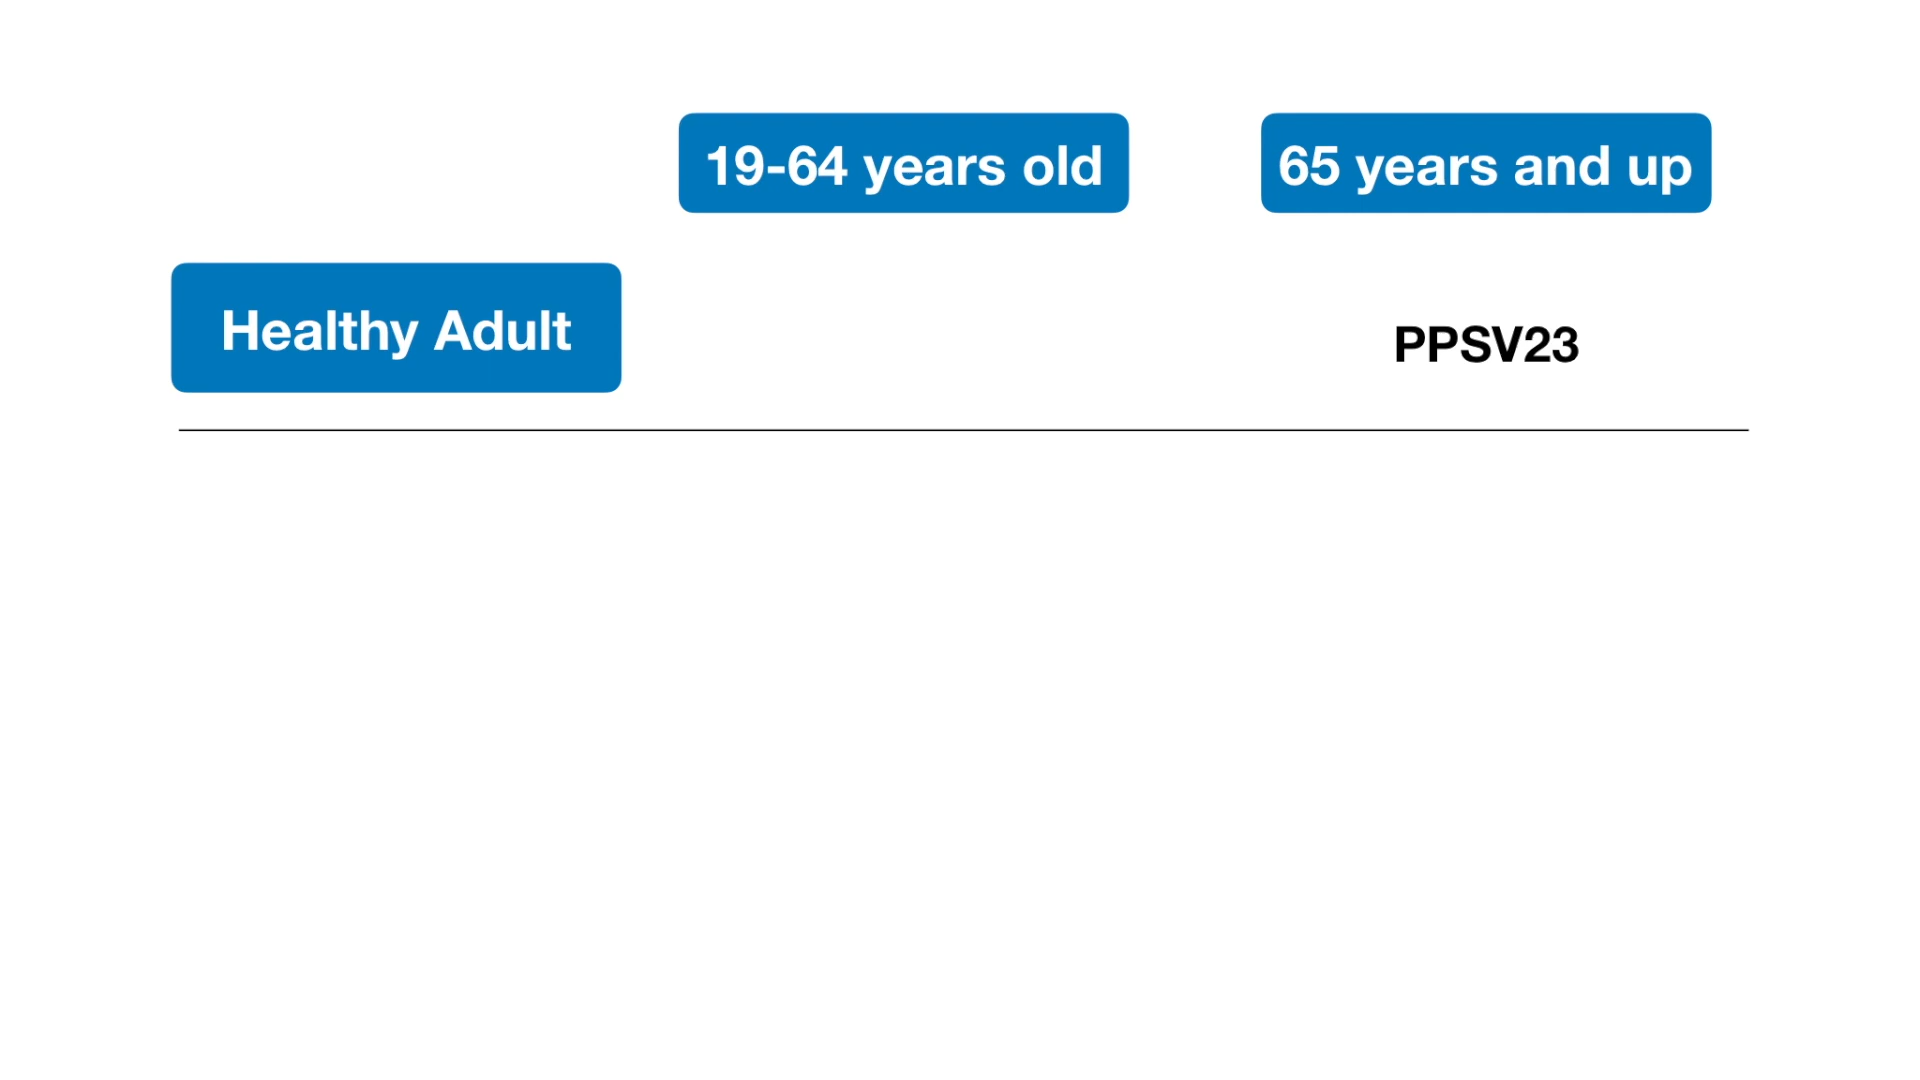 19-64 years old
65 years and up
Healthy Adult
PPSV23